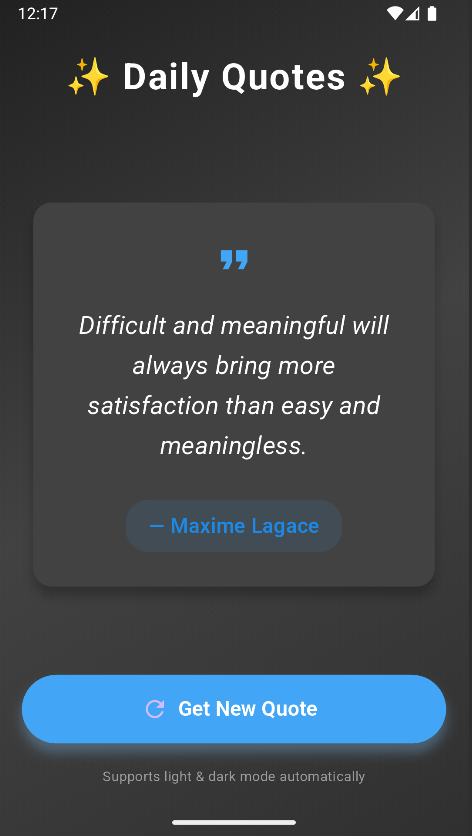 12:17
✨ Daily Quotes ✨
Difficult and meaningful will
always bring more
satisfaction than easy and
meaningless.
— Maxime Lagace
Get New Quote
Supports light & dark mode automatically